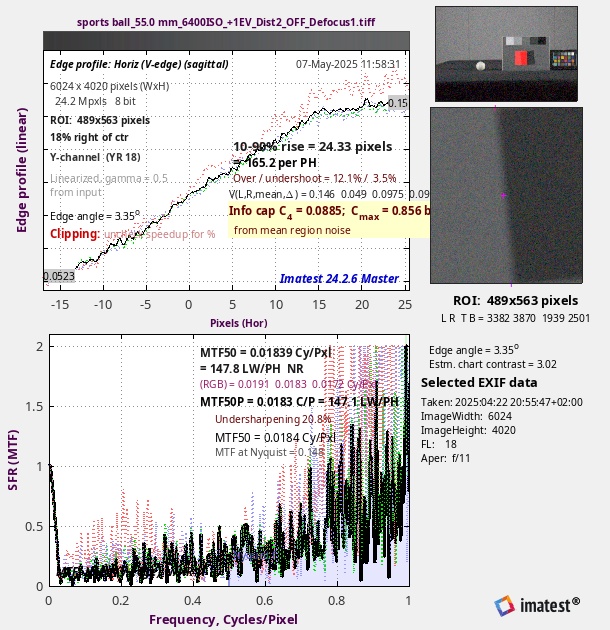 sports ball_55.0 mm_6400ISO_+1EV_Dist2_OFF_Defocus1.tiff
Edge profile: Horiz (V-edge) (sagittal)
07-May-2025 11:58:31
6024 x 4020 pixels (WxH)
24.2 Mpxls   8 bit
ROI:  489x563 pixels
18% right of ctr
Y-channel  (YR 18)
Linearized, gamma = 0.5
from input
Edge angle = 3.35o
Clipping:
speedup for %
10-90% rise = 24.33 pixels
= 165.2 per PH
Over / undershoot = 12.1% /  3.5%
V(L,R,mean,Δ) = 0.146  0.049  0.0975  0.09
Info cap C4 = 0.0885;  Cmax = 0.856 b
from mean region noise
0.15
0.0523
Imatest 24.2.6 Master
Edge profile (linear)
-15 -10 -5 0 5 10 15 20 25
Pixels (Hor)
MTF50 = 0.01839 Cy/Pxl
= 147.8 LW/PH  NR
(RGB) = 0.0191  0.0183  0.0172 Cy/Pxl
MTF50P = 0.0183 C/P = 147.1 LW/PH
Undersharpening 20.8%
MTF50 = 0.0184 Cy/Pxl
MTF at Nyquist = 0.148
SFR (MTF)
2
1.5
1
0.5
0
0 0.2 0.4 0.6 0.8 1
Frequency, Cycles/Pixel
ROI:  489x563 pixels
L R  T B = 3382 3870  1939 2501
Edge angle = 3.35o
Estm. chart contrast = 3.02
Selected EXIF data
Taken: 2025:04:22 20:55:47+02:00
ImageWidth:  6024
ImageHeight:  4020
FL:   18
Aper:  f/11
imatest®